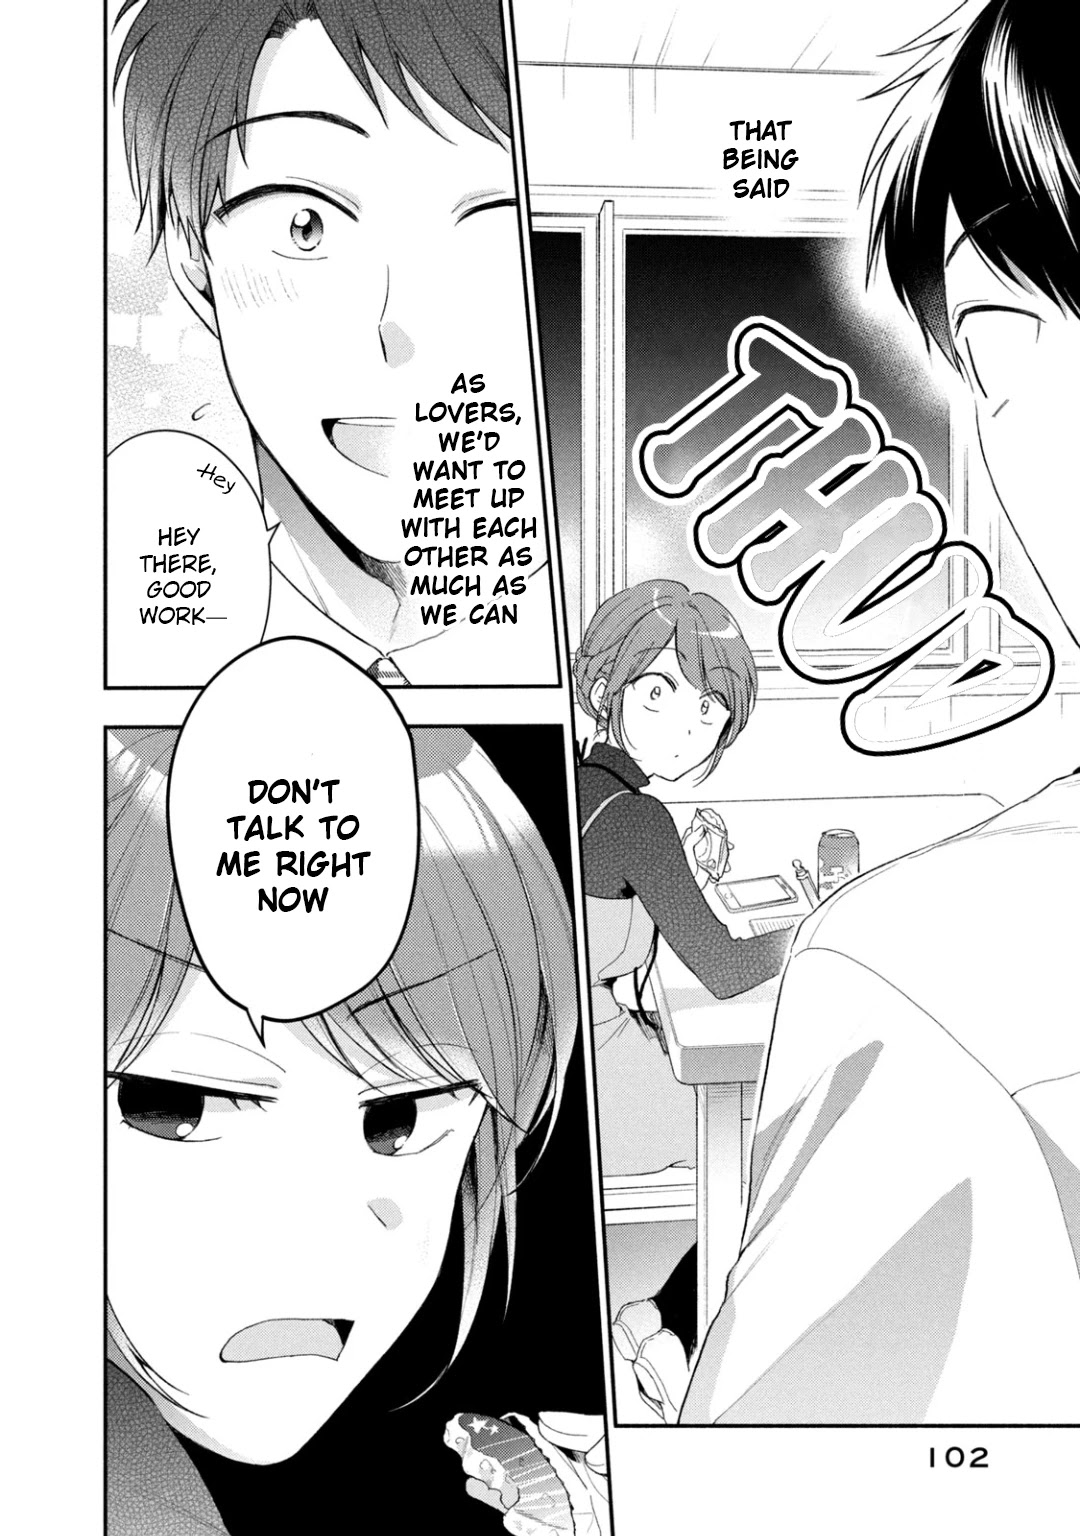 THAT
BEING
SAID
THUD
AS
LOVERS,
WE'D
WANT TO
MEET UP
WITH EACH
OTHER AS
MUCH AS
WE CAN
Hey
HEY
THERE,
GOOD
WORK—
DON'T
TALK TO
ME RIGHT
NOW
102